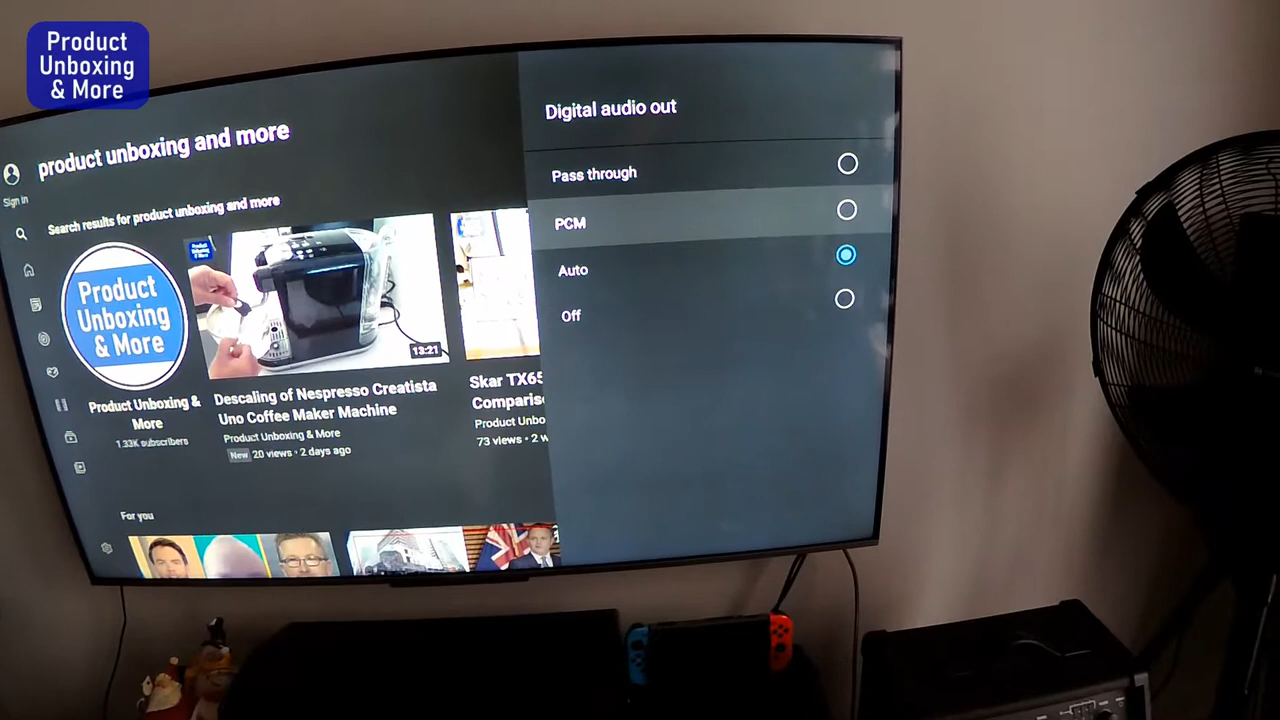 Product
Unboxing
& More
product unboxing and more
Sign in
Search results for product unboxing and more
Product
Unboxing
& More
Product Unboxing &
More
1.33K subscribers
13:21
Descaling of Nespresso Creatista
Uno Coffee Maker Machine
Product Unboxing & More
New 20 views • 2 days ago
Skar TX65
Comparis
Product Unbo
73 views • 2 w
For you
Digital audio out
Pass through
PCM
Auto
Off